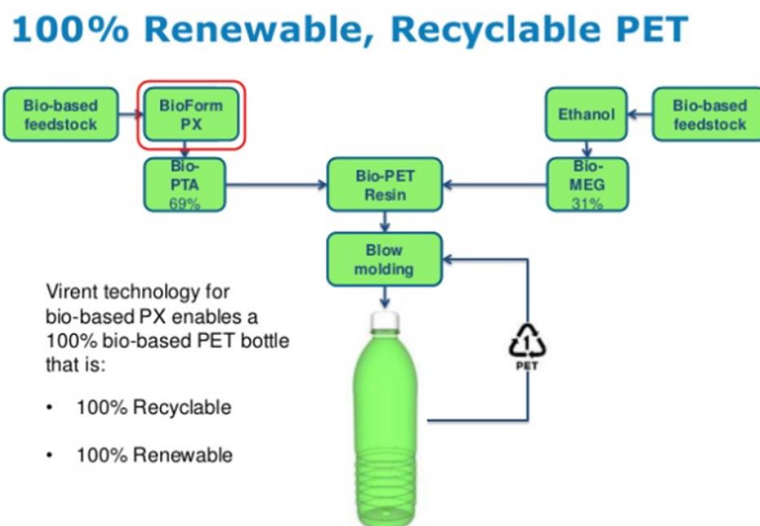 100% Renewable, Recyclable PET
Bio-based
feedstock
BioForm
PX
Ethanol
Bio-based
feedstock
Bio-
PTA
69%
Bio-PET
Resin
Bio-
MEG
31%
Blow
molding
Virent technology for
bio-based PX enables a
100% bio-based PET bottle
that is:
• 100% Recyclable
• 100% Renewable
1
PET